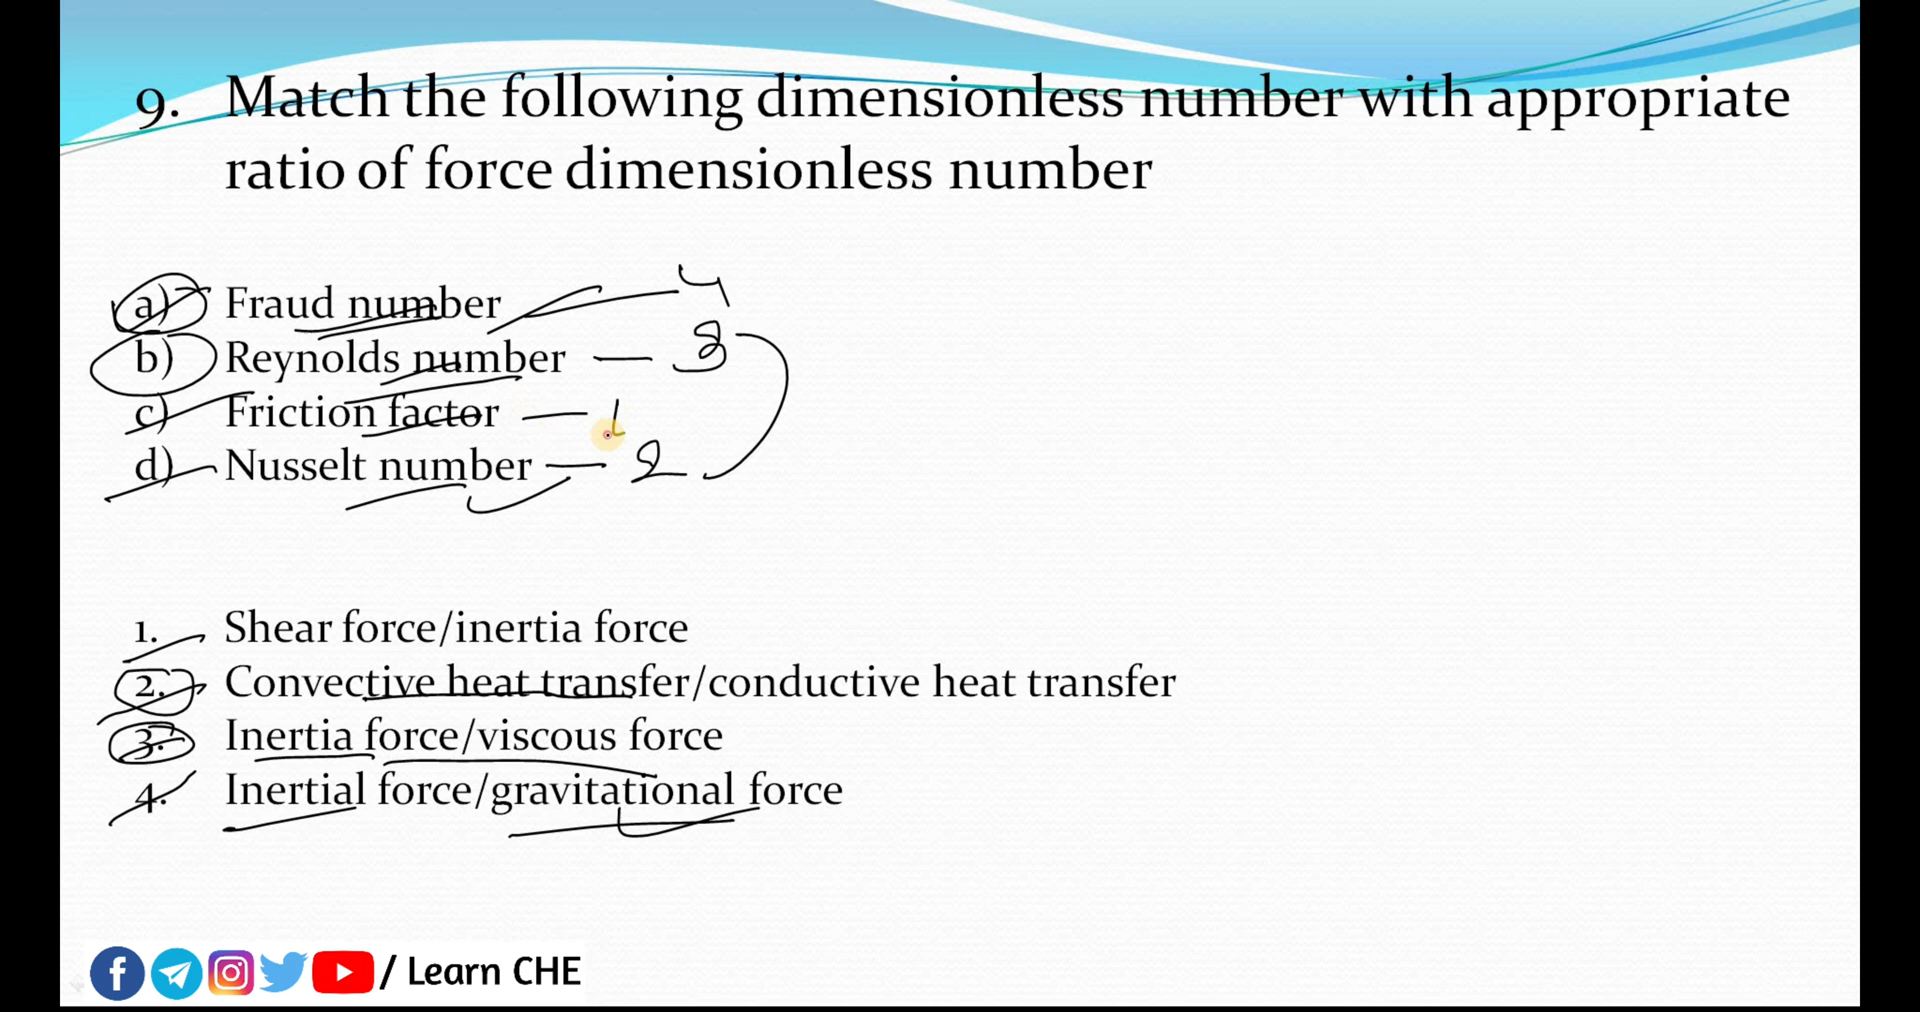 9. Match the following dimensionless number with appropriate
ratio of force dimensionless number
a) Fraud number 4
b) Reynolds number — 3
c) Friction factor — 1
d) Nusselt number — 2
1. Shear force/inertia force
2. Convective heat transfer/conductive heat transfer
3. Inertia force/viscous force
4. Inertial force/gravitational force
/ Learn CHE